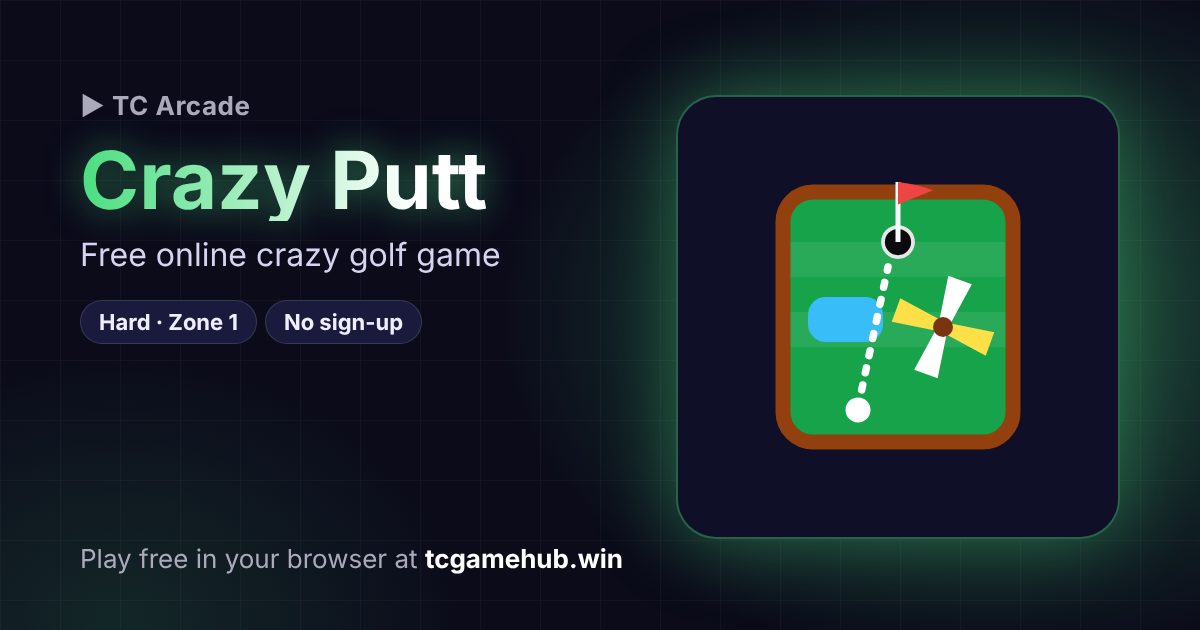 ▶ TC Arcade
Crazy Putt
Free online crazy golf game
Hard · Zone 1 No sign-up
Play free in your browser at tcgamehub.win